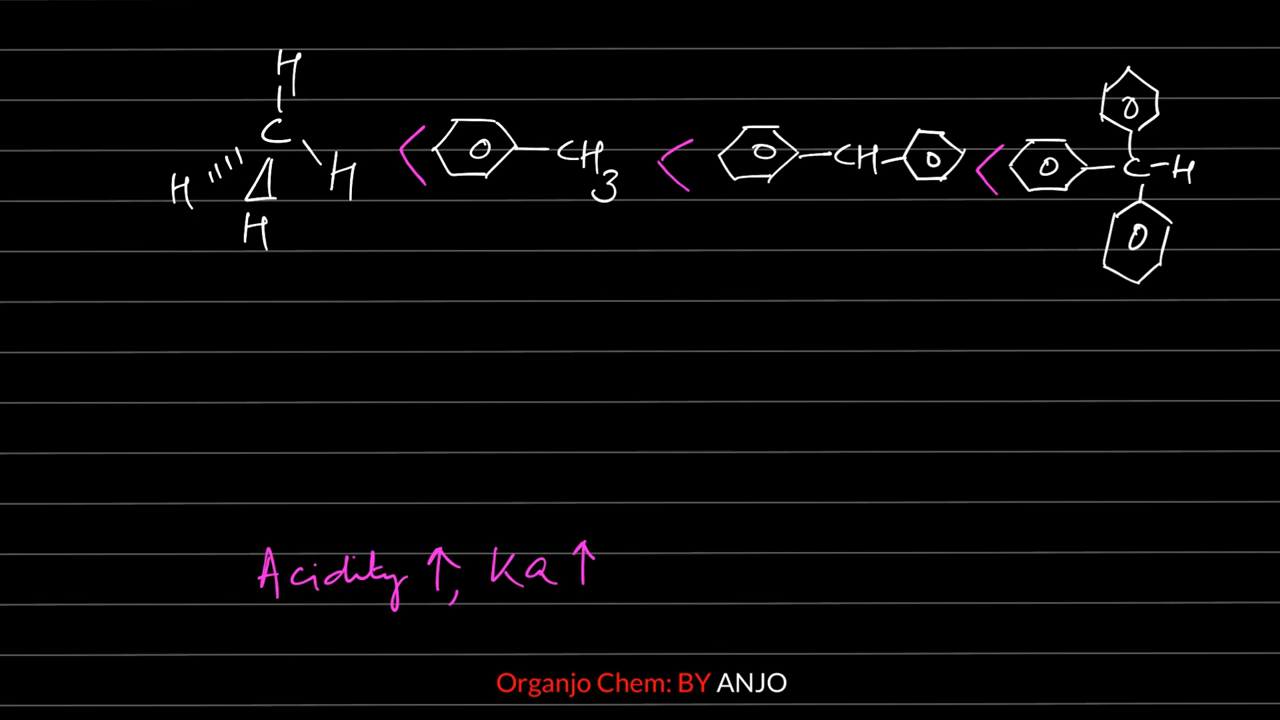 H
C
H H
H
< O CH3 < O CH O < O O C-H O
Acidity ↑, Ka ↑
Organjo Chem: BY ANJO